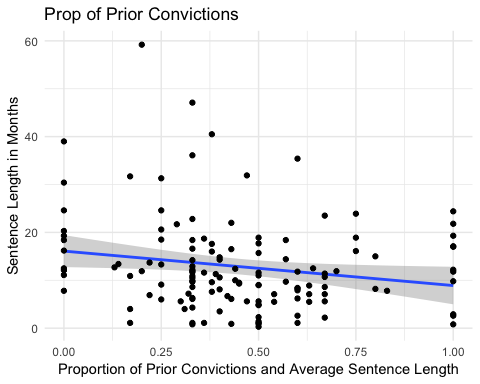 Prop of Prior Convictions
60
40
20
0
Sentence Length in Months
0.00 0.25 0.50 0.75 1.00
Proportion of Prior Convictions and Average Sentence Length